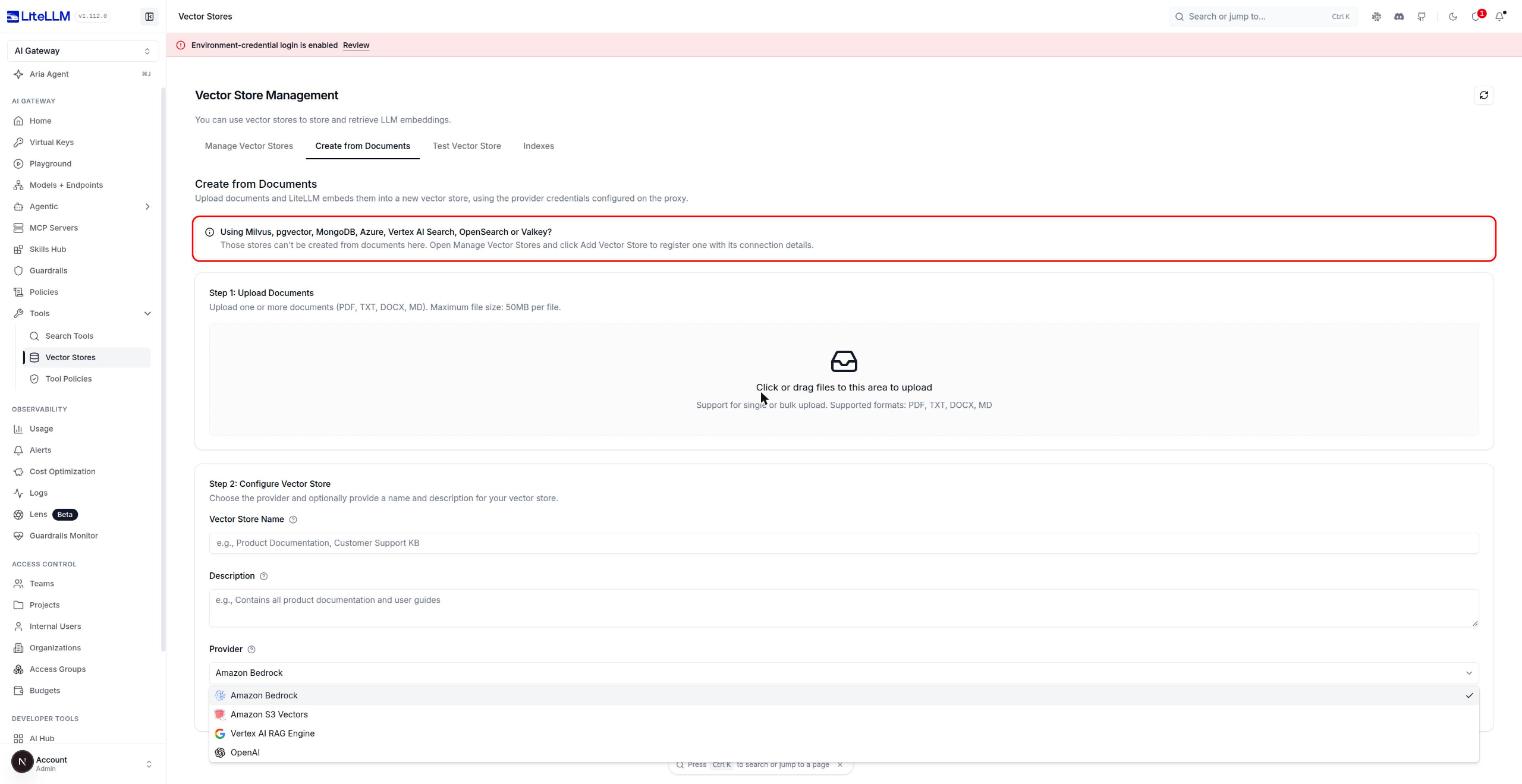 LiteLLM v1.112.0
Vector Stores
Search or jump to... Ctrl K
1
AI Gateway
Environment-credential login is enabled Review
Aria Agent ⌘J
AI GATEWAY
Home
Virtual Keys
Playground
Models + Endpoints
Agentic
MCP Servers
Skills Hub
Guardrails
Policies
Tools
Search Tools
Vector Stores
Tool Policies
OBSERVABILITY
Usage
Alerts
Cost Optimization
Logs
Lens Beta
Guardrails Monitor
ACCESS CONTROL
Teams
Projects
Internal Users
Organizations
Access Groups
Budgets
DEVELOPER TOOLS
AI Hub
N
Account
Admin
Vector Store Management
You can use vector stores to store and retrieve LLM embeddings.
Manage Vector Stores Create from Documents Test Vector Store Indexes
Create from Documents
Upload documents and LiteLLM embeds them into a new vector store, using the provider credentials configured on the proxy.
Using Milvus, pgvector, MongoDB, Azure, Vertex AI Search, OpenSearch or Valkey?
Those stores can't be created from documents here. Open Manage Vector Stores and click Add Vector Store to register one with its connection details.
Step 1: Upload Documents
Upload one or more documents (PDF, TXT, DOCX, MD). Maximum file size: 50MB per file.
Click or drag files to this area to upload
Support for single or bulk upload. Supported formats: PDF, TXT, DOCX, MD
Step 2: Configure Vector Store
Choose the provider and optionally provide a name and description for your vector store.
Vector Store Name
e.g., Product Documentation, Customer Support KB
Description
e.g., Contains all product documentation and user guides
Provider
Amazon Bedrock
Amazon Bedrock
Amazon S3 Vectors
Vertex AI RAG Engine
OpenAI
Press Ctrl K to search or jump to a page